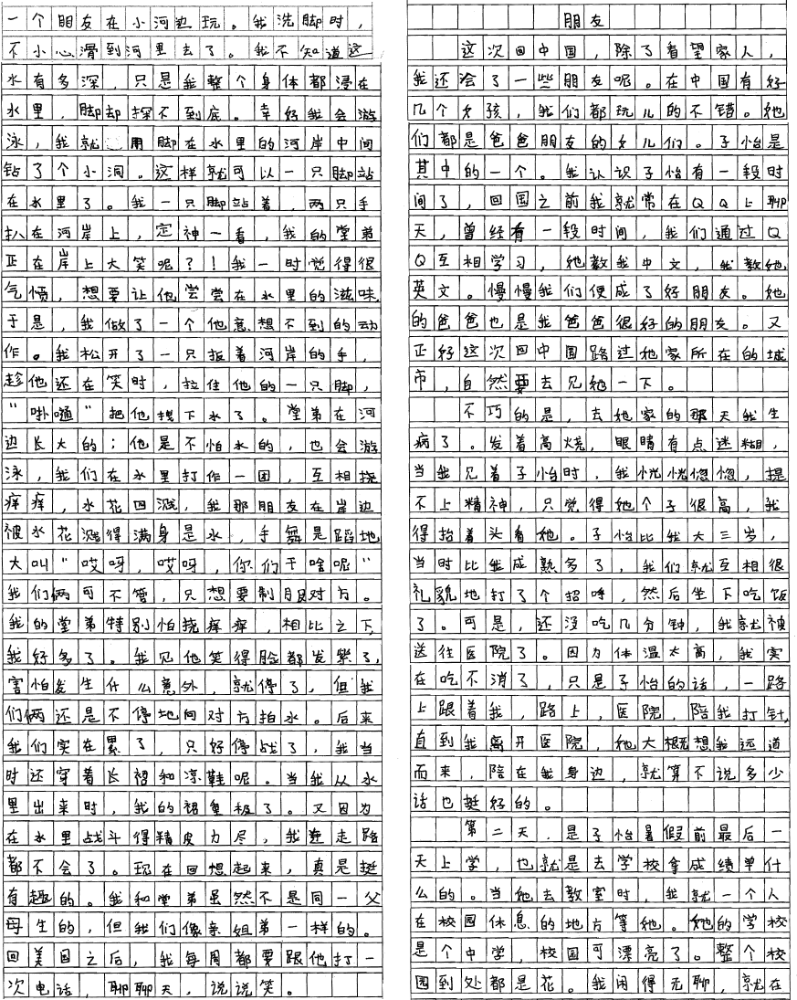 一个朋友在小河边玩。我洗脚时，
不小心滑到河里去了。我不知道这
水有多深，只是我整个身体都浸在
水里，脚却探不到底。幸好我会游
泳，我就用脚在水里的河岸中间
钻了个小洞。这样就可以一只脚站
在水里了。我一只脚站着，两只手
扒在河岸上，定神一看，我的堂弟
正在岸上大笑呢？！我一时觉得很
气愤，想要让他尝尝在水里的滋味，
于是，我做了一个他意想不到的动
作。我松开了一只扳着河岸的手，
趁他还在笑时，拉住他的一只脚，
“噗嗵”把他拽下水了。堂弟在河
边长大的；他是不怕水的，也会游
泳，我们在水里打作一团，互相挠
痒痒，水花四溅，我那朋友在岸边
被水花溅得满身是水，手舞足蹈地
大叫“哎呀，哎呀，你们干啥呢”
我们俩可不管，只想要制服对方。
我的堂弟特别怕挠痒痒，相比之下，
我好多了。我见他笑得脸都发紫了，
害怕发生什么意外，就停了，但我
们俩还是不停地向对方拍水。后来
我们实在累了，只好停战了，我当
时还穿着长裙和凉鞋呢。当我从水
里出来时，我的裙重极了。又因为
在水里战斗得精皮力尽，我连走路
都不会了。现在回想起来，真是挺
有趣的。我和堂弟虽然不是同一父
母生的，但我们像亲姐弟一样的。
回美国之后，我每周都要跟他打一
次电话，聊聊天，说说笑。
朋友
这次回中国，除了看望家人，
我还会了一些朋友呢。在中国有好
几个女孩，我们都玩儿的不错。她
们都是爸爸朋友的女儿们。子怡是
其中的一个。我认识子怡有一段时
间了，回国之前我就常在QQ上聊
天，曾经有一段时间，我们通过Q
Q互相学习，她教我中文，我教她
英文。慢慢我们便成了好朋友。她
的爸爸也是我爸爸很好的朋友。又
正好这次回中国路过她家所在的城
市，自然要去见她一下。
不巧的是，去她家的那天我生
病了。发着高烧，眼睛有点迷糊，
当我见着子怡时，我恍恍惚惚，提
不上精神，只觉得她个子很高，我
得抬着头看她。子怡比我大三岁，
当时比我成熟多了，我们就互相很
礼貌地打了个招呼，然后坐下吃饭
了。可是，还没吃几分钟，我就被
送往医院了。因为体温太高，我实
在吃不消了，只是子怡的话，一路
上跟着我，路上，医院，陪我打针，
直到我离开医院，她大概想我远道
而来，陪在我身边，就算不说多少
话也挺好的。
第二天，是子怡暑假前最后一
天上学，也就是去学校拿成绩单什
么的。当她去教室时，我就一个人
在校园休息的地方等她。她的学校
是个中学，校园可漂亮了。整个校
园到处都是花。我闲得无聊，就在